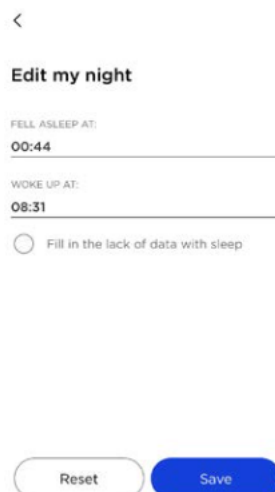 Edit my night
FELL ASLEEP AT:
00:44
WOKE UP AT:
08:31
Fill in the lack of data with sleep
Reset
Save